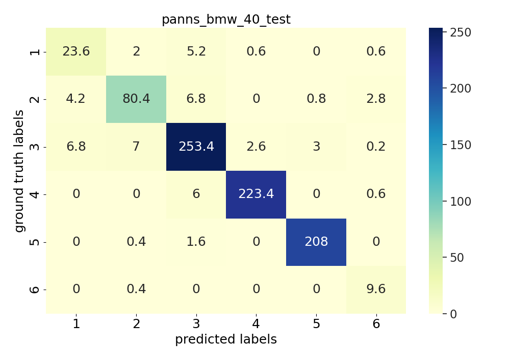 panns_bmw_40_test
1 23.6 2 5.2 0.6 0 0.6
2 4.2 80.4 6.8 0 0.8 2.8
3 6.8 7 253.4 2.6 3 0.2
4 0 0 6 223.4 0 0.6
5 0 0.4 1.6 0 208 0
6 0 0.4 0 0 0 9.6
1 2 3 4 5 6
predicted labels
ground truth labels
250
200
150
100
50
0